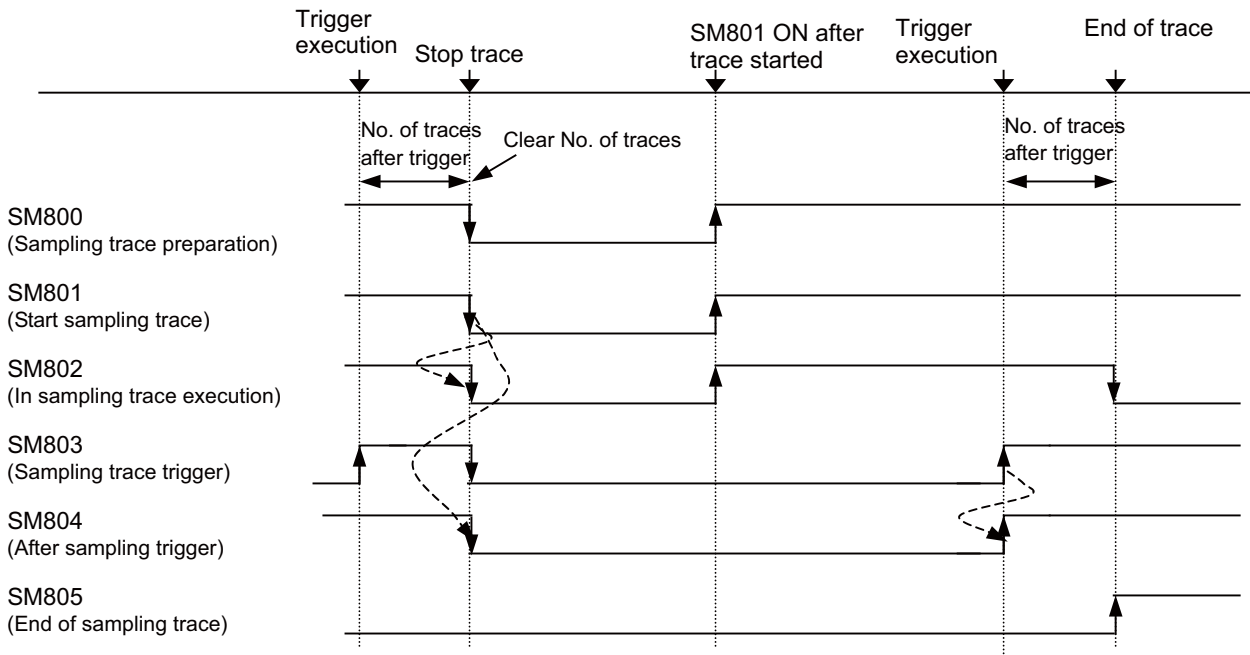 Trigger
execution
Stop trace
SM801 ON after
trace started
Trigger
execution
End of trace
No. of traces
after trigger
Clear No. of traces
No. of traces
after trigger
SM800
(Sampling trace preparation)
SM801
(Start sampling trace)
SM802
(In sampling trace execution)
SM803
(Sampling trace trigger)
SM804
(After sampling trigger)
SM805
(End of sampling trace)